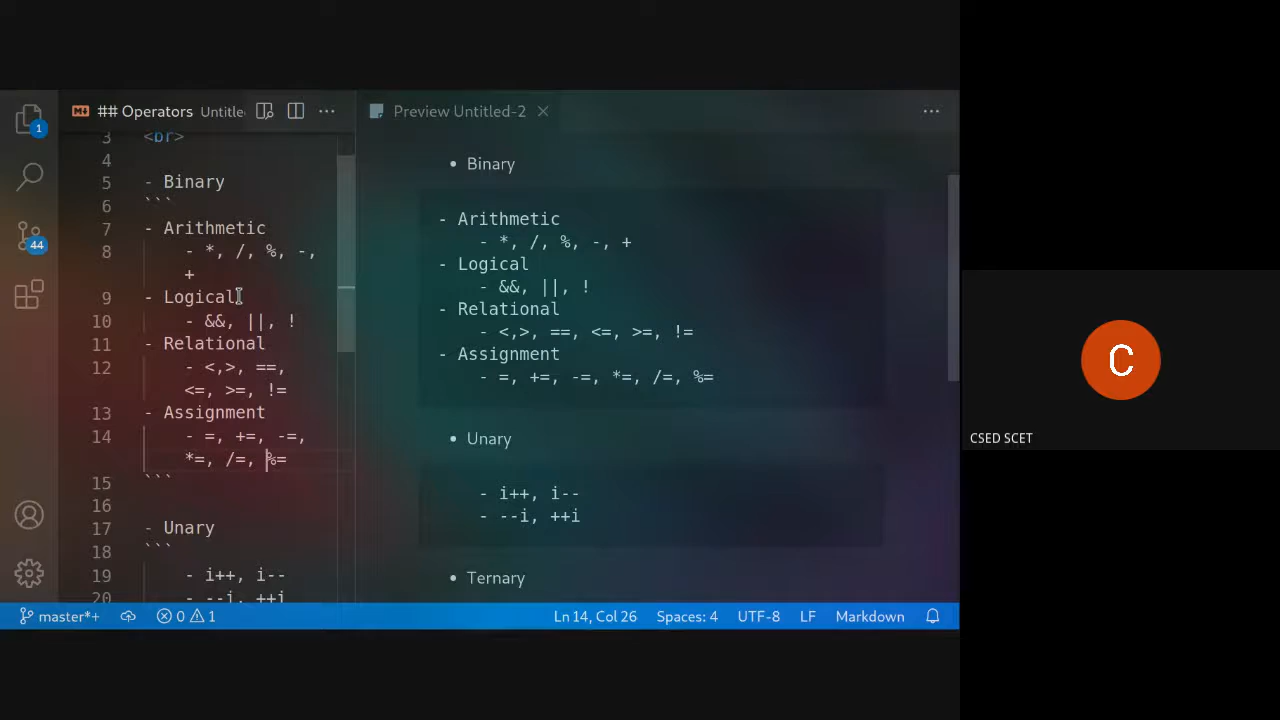 ## Operators Untitle
Preview Untitled-2
3 <br>
4
5 - Binary
6 ```
7 - Arithmetic
8 - *, /, %, -,
+
9 - Logical
10 - &&, ||, !
11 - Relational
12 - <,>, ==,
<=, >=, !=
13 - Assignment
14 - =, +=, -=,
*=, /=, %=
15 ```
16
17 - Unary
18 ```
19 - i++, i--
20 - --i, ++i
• Binary
- Arithmetic
- *, /, %, -, +
- Logical
- &&, ||, !
- Relational
- <,>, ==, <=, >=, !=
- Assignment
- =, +=, -=, *=, /=, %=
• Unary
- i++, i--
- --i, ++i
• Ternary
1
44
master*+ 0 1 Ln 14, Col 26 Spaces: 4 UTF-8 LF Markdown
C
CSED SCET